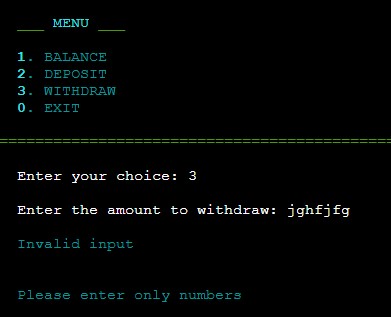 ___ MENU ___
1. BALANCE
2. DEPOSIT
3. WITHDRAW
0. EXIT
============================================
Enter your choice: 3
Enter the amount to withdraw: jghfjfg
Invalid input
Please enter only numbers